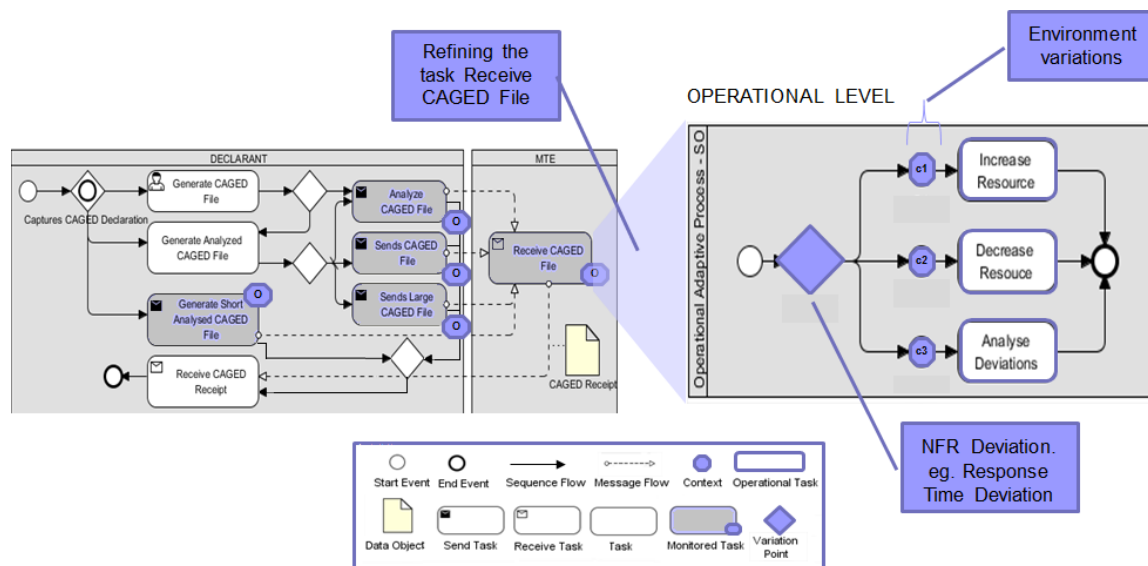 Refining the
task Receive
CAGED File
Environment
variations
OPERATIONAL LEVEL
DECLARANT
MTE
Captures CAGED Declaration
Generate CAGED
File
Generate Analyzed
CAGED File
Generate Short
Analysed CAGED
File
O
Receive CAGED
Receipt
Analyze
CAGED File
O
Sends CAGED
File
O
Sends Large
CAGED File
O
Receive CAGED
File
O
CAGED Receipt
Operational Adaptive Process - SO
c1
Increase
Resource
c2
Decrease
Resouce
c3
Analyse
Deviations
NFR Deviation.
eg. Response
Time Deviation
Start Event
End Event
Sequence Flow
Message Flow
Context
Operational Task
Data Object
Send Task
Receive Task
Task
Monitored Task
Variation
Point